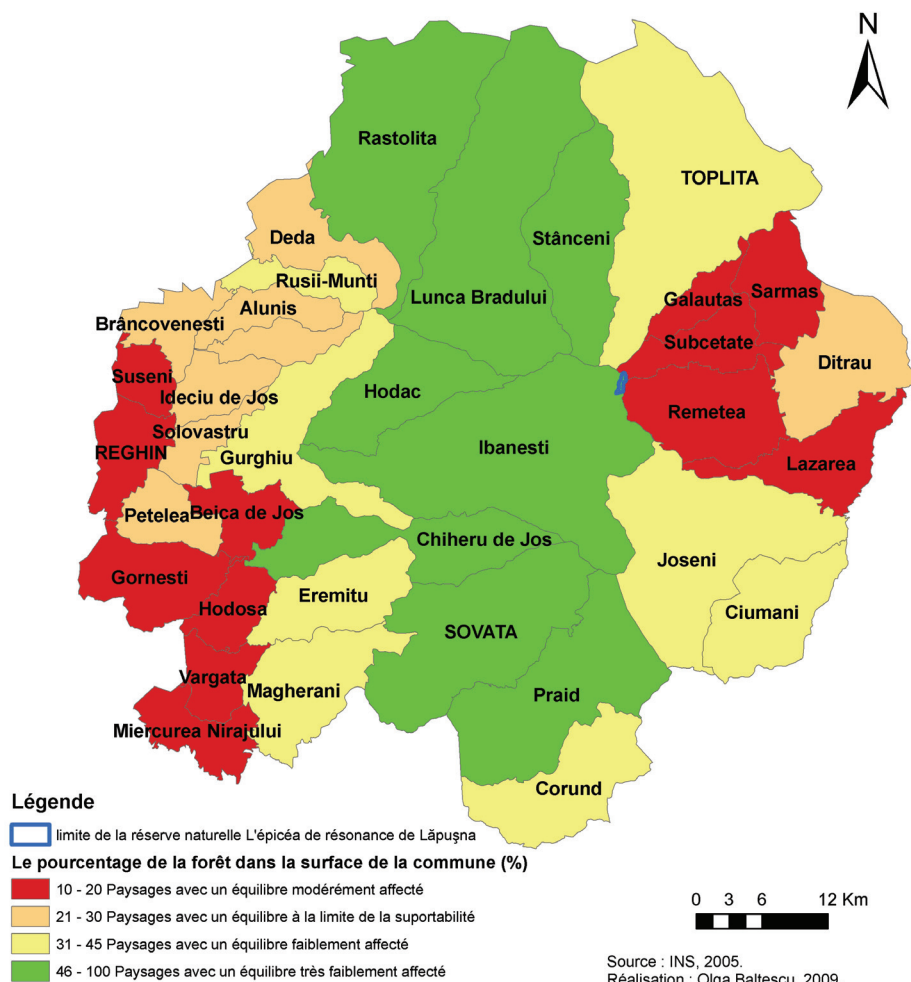 N
Rastolita
TOPLITA
Deda
Stânceni
Rusii-Munti
Lunca Bradului
Galautas
Sarmas
Alunis
Brâncovenesti
Subcetate
Ditrau
Suseni
Hodac
Ideciu de Jos
Remetea
Solovastru
REGHIN
Ibanesti
Gurghiu
Lazarea
Petelea
Beica de Jos
Chiheru de Jos
Joseni
Gornesti
Eremitu
Hodosa
Ciumani
SOVATA
Vargata
Magherani
Praid
Miercurea Nirajului
Corund
Légende
limite de la réserve naturelle L'épicéa de résonance de Lăpuşna
Le pourcentage de la forêt dans la surface de la commune (%)
10 - 20 Paysages avec un équilibre modérément affecté
21 - 30 Paysages avec un équilibre à la limite de la suportabilité
31 - 45 Paysages avec un équilibre faiblement affecté
46 - 100 Paysages avec un équilibre très faiblement affecté
0 3 6 12 Km
Source : INS, 2005.
Réalisation : Olga Baltescu, 2009